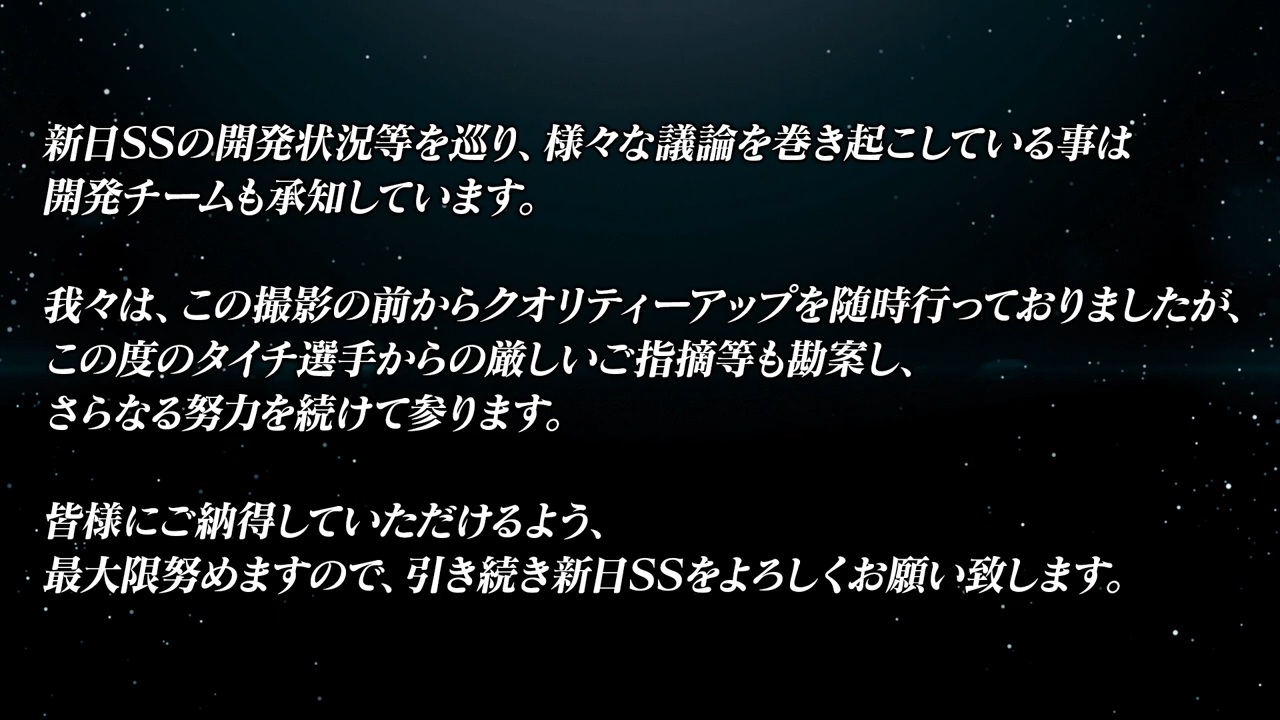 新日SSの開発状況等を巡り、様々な議論を巻き起こしている事は
開発チームも承知しています。
我々は、この撮影の前からクオリティーアップを随時行っておりましたが、
この度のタイチ選手からの厳しいご指摘等も勘案し、
さらなる努力を続けて参ります。
皆様にご納得していただけるよう、
最大限努めますので、引き続き新日SSをよろしくお願い致します。